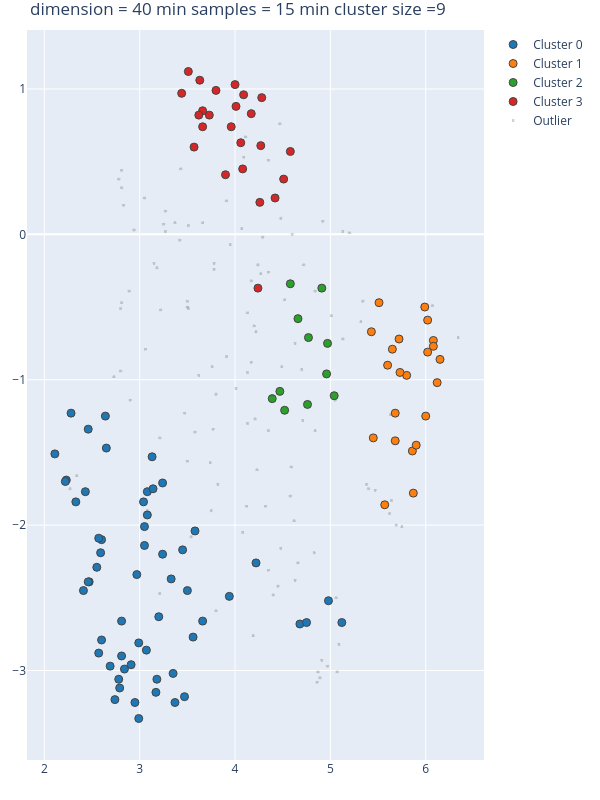 dimension = 40 min samples = 15 min cluster size =9
Cluster 0
Cluster 1
Cluster 2
Cluster 3
Outlier
1
0
−1
−2
−3
2 3 4 5 6